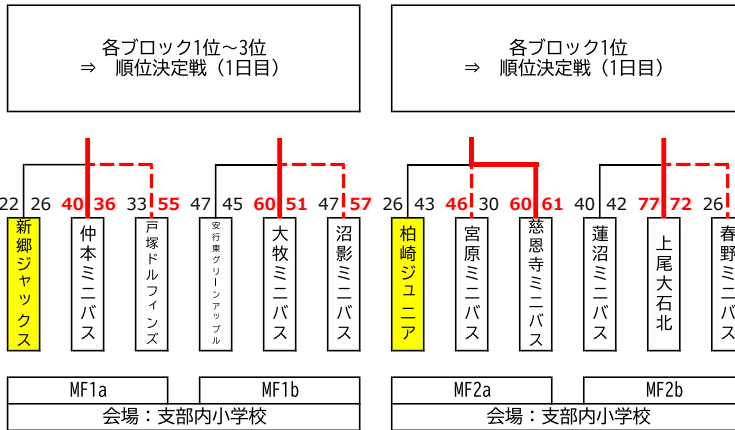 各ブロック1位～3位
⇒ 順位決定戦（1日目）
各ブロック1位
⇒ 順位決定戦（1日目）
22 26 40 36 33 55 47 45 60 51 47 57 26 43 46 30 60 61 40 42 77 72 26
新郷ジャックス
仲本ミニバス
戸塚ドルフィンズ
安行東グリーンアップル
大牧ミニバス
沼影ミニバス
柏崎ジュニア
宮原ミニバス
慈恩寺ミニバス
蓮沼ミニバス
上尾大石北
春野ミニバス
MF1a MF1b MF2a MF2b
会場：支部内小学校
会場：支部内小学校